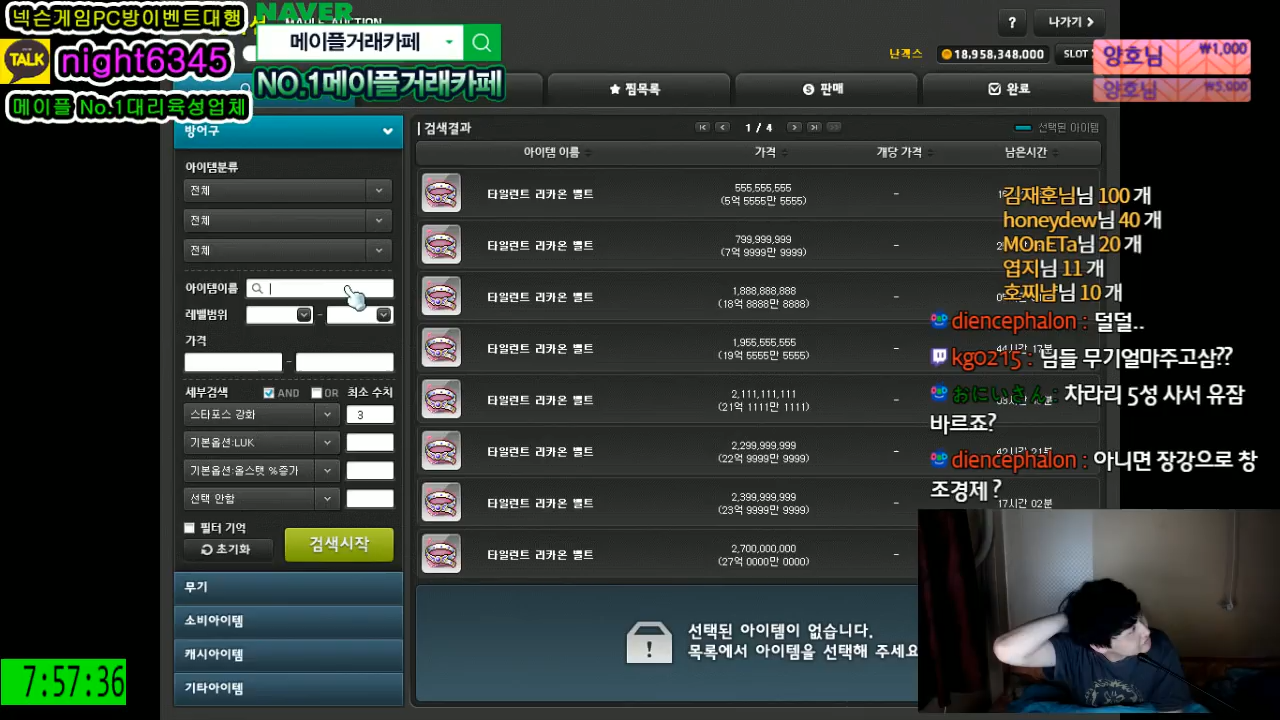 넥슨게임PC방이벤트대행
TALK
night6345
메이플 No.1대리육성업체
NAVER
메이플거래카페
NO.1메이플거래카페
MAPLE AUCTION
?
나가기 >
난격스
18,958,348,000
SLOT
양호님 ₩1,000
양호님 ₩5,000
찜목록
판매
완료
방어구
아이템분류
전체
전체
전체
아이템이름
레벨범위
-
가격
-
세부검색
AND
OR
최소 수치
스타포스 강화
3
기본옵션:LUK
기본옵션:올스탯 %증가
선택 안함
필터 기억
초기화
검색시작
무기
소비아이템
캐시아이템
기타아이템
검색결과
1 / 4
선택된 아이템
아이템 이름
가격
개당 가격
남은시간
타일런트 리카온 벨트
555,555,555
(5억 5555만 5555)
-
타일런트 리카온 벨트
799,999,999
(7억 9999만 9999)
-
타일런트 리카온 벨트
1,888,888,888
(18억 8888만 8888)
-
타일런트 리카온 벨트
1,955,555,555
(19억 5555만 5555)
-
44시간 17분
타일런트 리카온 벨트
2,111,111,111
(21억 1111만 1111)
-
타일런트 리카온 벨트
2,299,999,999
(22억 9999만 9999)
-
42시간 21분
타일런트 리카온 벨트
2,399,999,999
(23억 9999만 9999)
-
17시간 02분
타일런트 리카온 벨트
2,700,000,000
(27억 0000만 0000)
-
선택된 아이템이 없습니다.
목록에서 아이템을 선택해 주세요
김재훈님님 100 개
honeydew님 40 개
MOnETa님 20 개
엽지님 11 개
호찌냠님 10 개
diencephalon : 덜덜..
kgo215 : 님들 무기얼마주고삼??
おにいさん : 차라리 5성 사서 유잠
바르죠?
diencephalon : 아니면 장강으로 창
조경제 ?
7:57:36